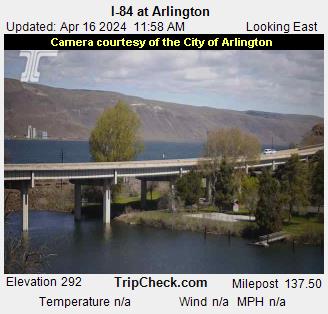 I-84 at Arlington
Updated: Apr 16 2024 11:58 AM Looking East
Camera courtesy of the City of Arlington
Elevation 292 TripCheck.com Milepost 137.50
Temperature n/a Wind n/a MPH n/a